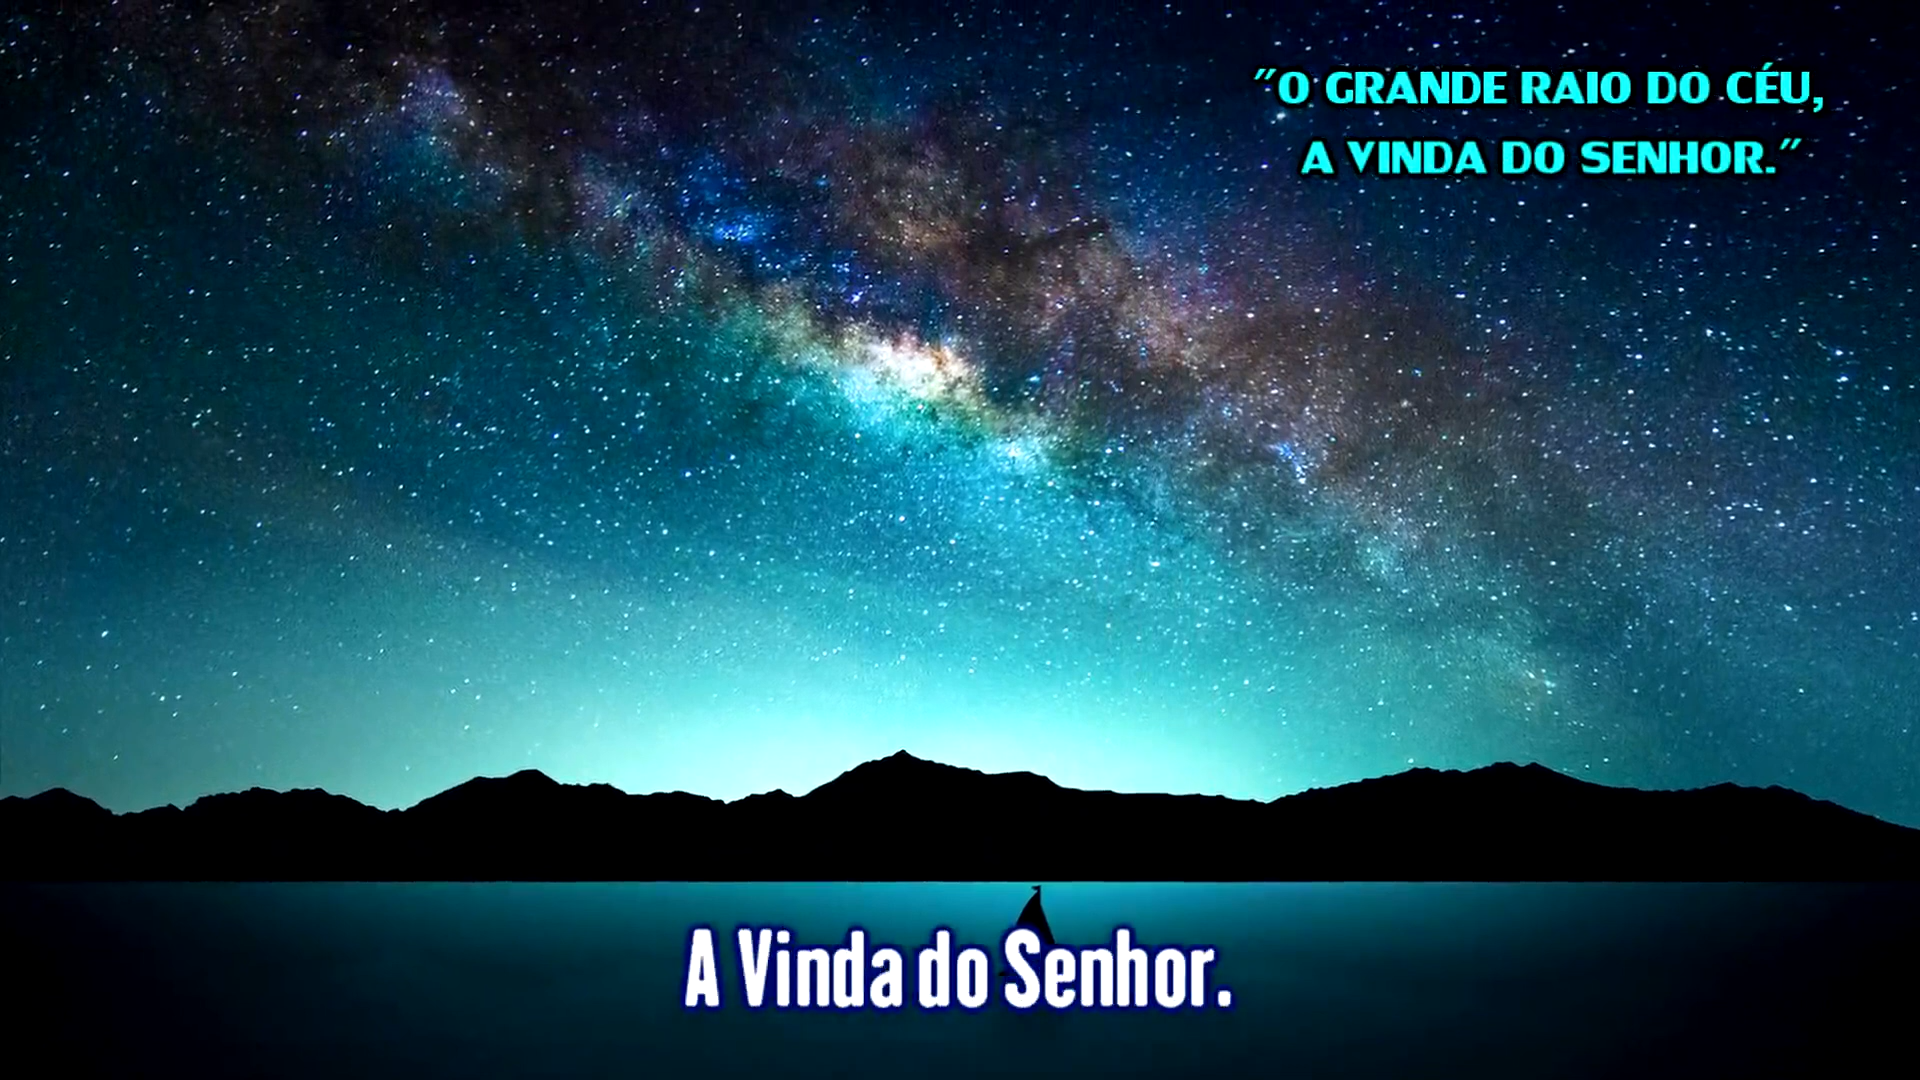 "O GRANDE RAIO DO CÉU,
A VINDA DO SENHOR."
A Vinda do Senhor.